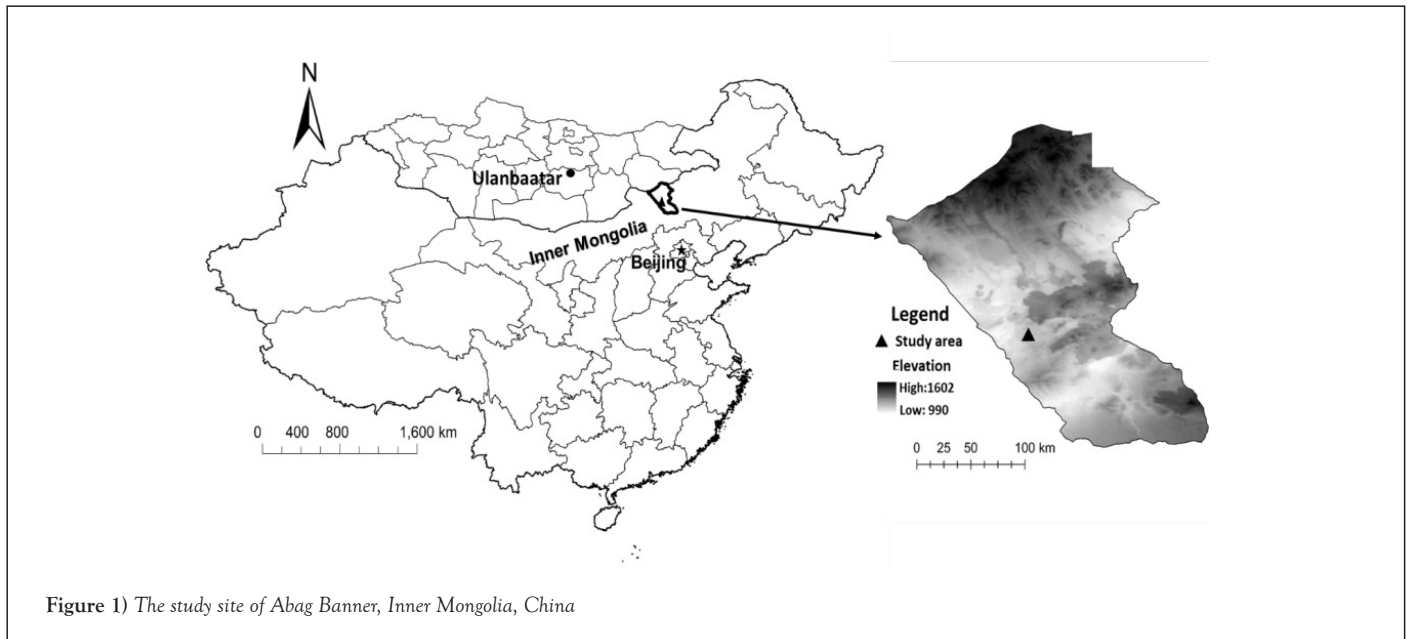 N
Ulanbaatar
Inner Mongolia
Beijing
0 400 800 1,600 km
Legend
Study area
Elevation
High:1602
Low: 990
0 25 50 100 km
Figure 1) The study site of Abag Banner, Inner Mongolia, China